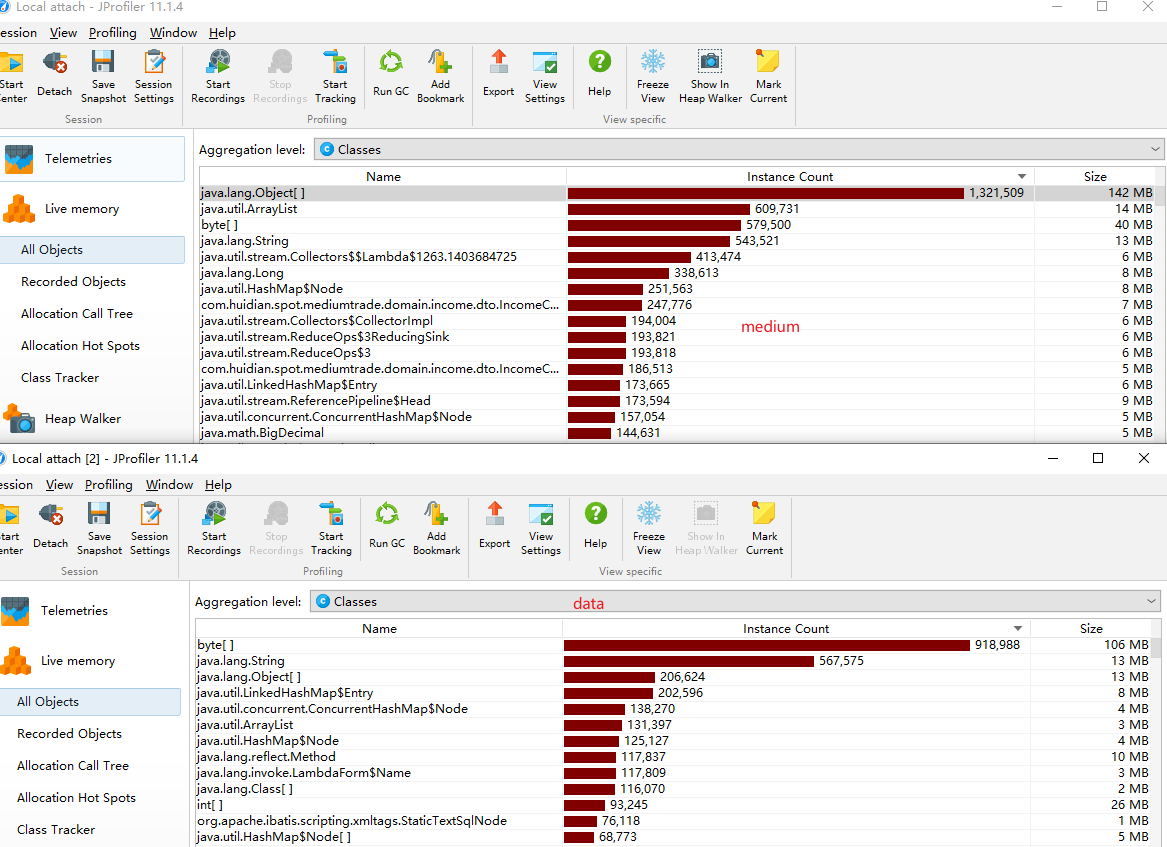 Local attach - JProfiler 11.1.4
ession View Profiling Window Help
Start Center Detach Save Snapshot Session Settings Start Recordings Stop Recordings Start Tracking Run GC Add Bookmark Export View Settings Help Freeze View Show In Heap Walker Mark Current
Session Profiling View specific
Telemetries
Live memory
All Objects
Recorded Objects
Allocation Call Tree
Allocation Hot Spots
Class Tracker
Heap Walker
Aggregation level: Classes
Name Instance Count Size
java.lang.Object[ ] 1,321,509 142 MB
java.util.ArrayList 609,731 14 MB
byte[ ] 579,500 40 MB
java.lang.String 543,521 13 MB
java.util.stream.Collectors$$Lambda$1263.1403684725 413,474 6 MB
java.lang.Long 338,613 8 MB
java.util.HashMap$Node 251,563 8 MB
com.huidian.spot.mediumtrade.domain.income.dto.IncomeC... 247,776 7 MB
java.util.stream.Collectors$CollectorImpl 194,004 6 MB
java.util.stream.ReduceOps$3ReducingSink 193,821 6 MB
java.util.stream.ReduceOps$3 193,818 6 MB
com.huidian.spot.mediumtrade.domain.income.dto.IncomeC... 186,513 5 MB
java.util.LinkedHashMap$Entry 173,665 6 MB
java.util.stream.ReferencePipeline$Head 173,594 9 MB
java.util.concurrent.ConcurrentHashMap$Node 157,054 5 MB
java.math.BigDecimal 144,631 5 MB
medium
Local attach [2] - JProfiler 11.1.4
ession View Profiling Window Help
tart enter Detach Save Snapshot Session Settings Start Recordings Stop Recordings Start Tracking Run GC Add Bookmark Export View Settings Help Freeze View Show In Heap Walker Mark Current
Session Profiling View specific
Telemetries
Live memory
All Objects
Recorded Objects
Allocation Call Tree
Allocation Hot Spots
Class Tracker
Aggregation level: Classes
data
Name Instance Count Size
byte[ ] 918,988 106 MB
java.lang.String 567,575 13 MB
java.lang.Object[ ] 206,624 13 MB
java.util.LinkedHashMap$Entry 202,596 8 MB
java.util.concurrent.ConcurrentHashMap$Node 138,270 4 MB
java.util.ArrayList 131,397 3 MB
java.util.HashMap$Node 125,127 4 MB
java.lang.reflect.Method 117,837 10 MB
java.lang.invoke.LambdaForm$Name 117,809 3 MB
java.lang.Class[ ] 116,070 2 MB
int[ ] 93,245 26 MB
org.apache.ibatis.scripting.xmltags.StaticTextSqlNode 76,118 1 MB
java.util.HashMap$Node[ ] 68,773 5 MB